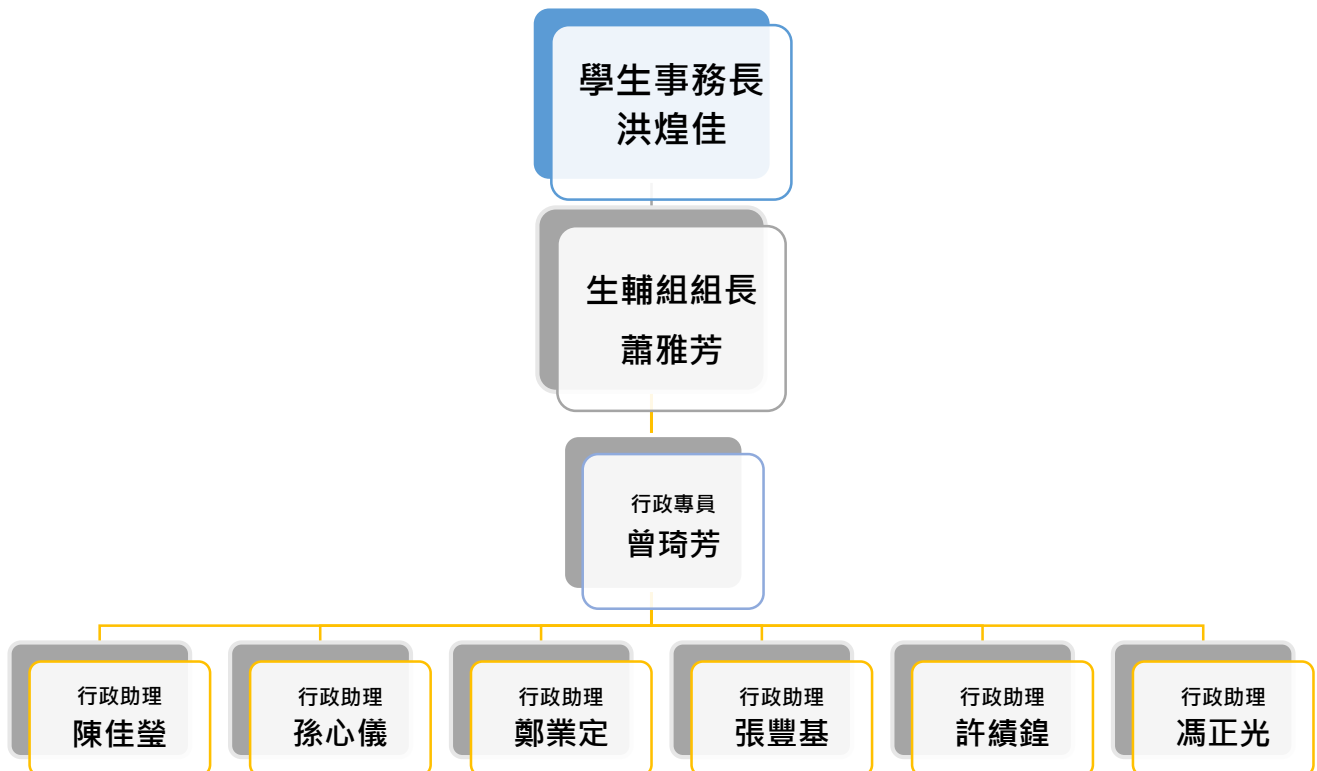 學生事務長
洪煌佳
生輔組組長
蕭雅芳
行政專員
曾琦芳
行政助理
陳佳瑩
行政助理
孫心儀
行政助理
鄭業定
行政助理
張豐基
行政助理
許績鍠
行政助理
馮正光